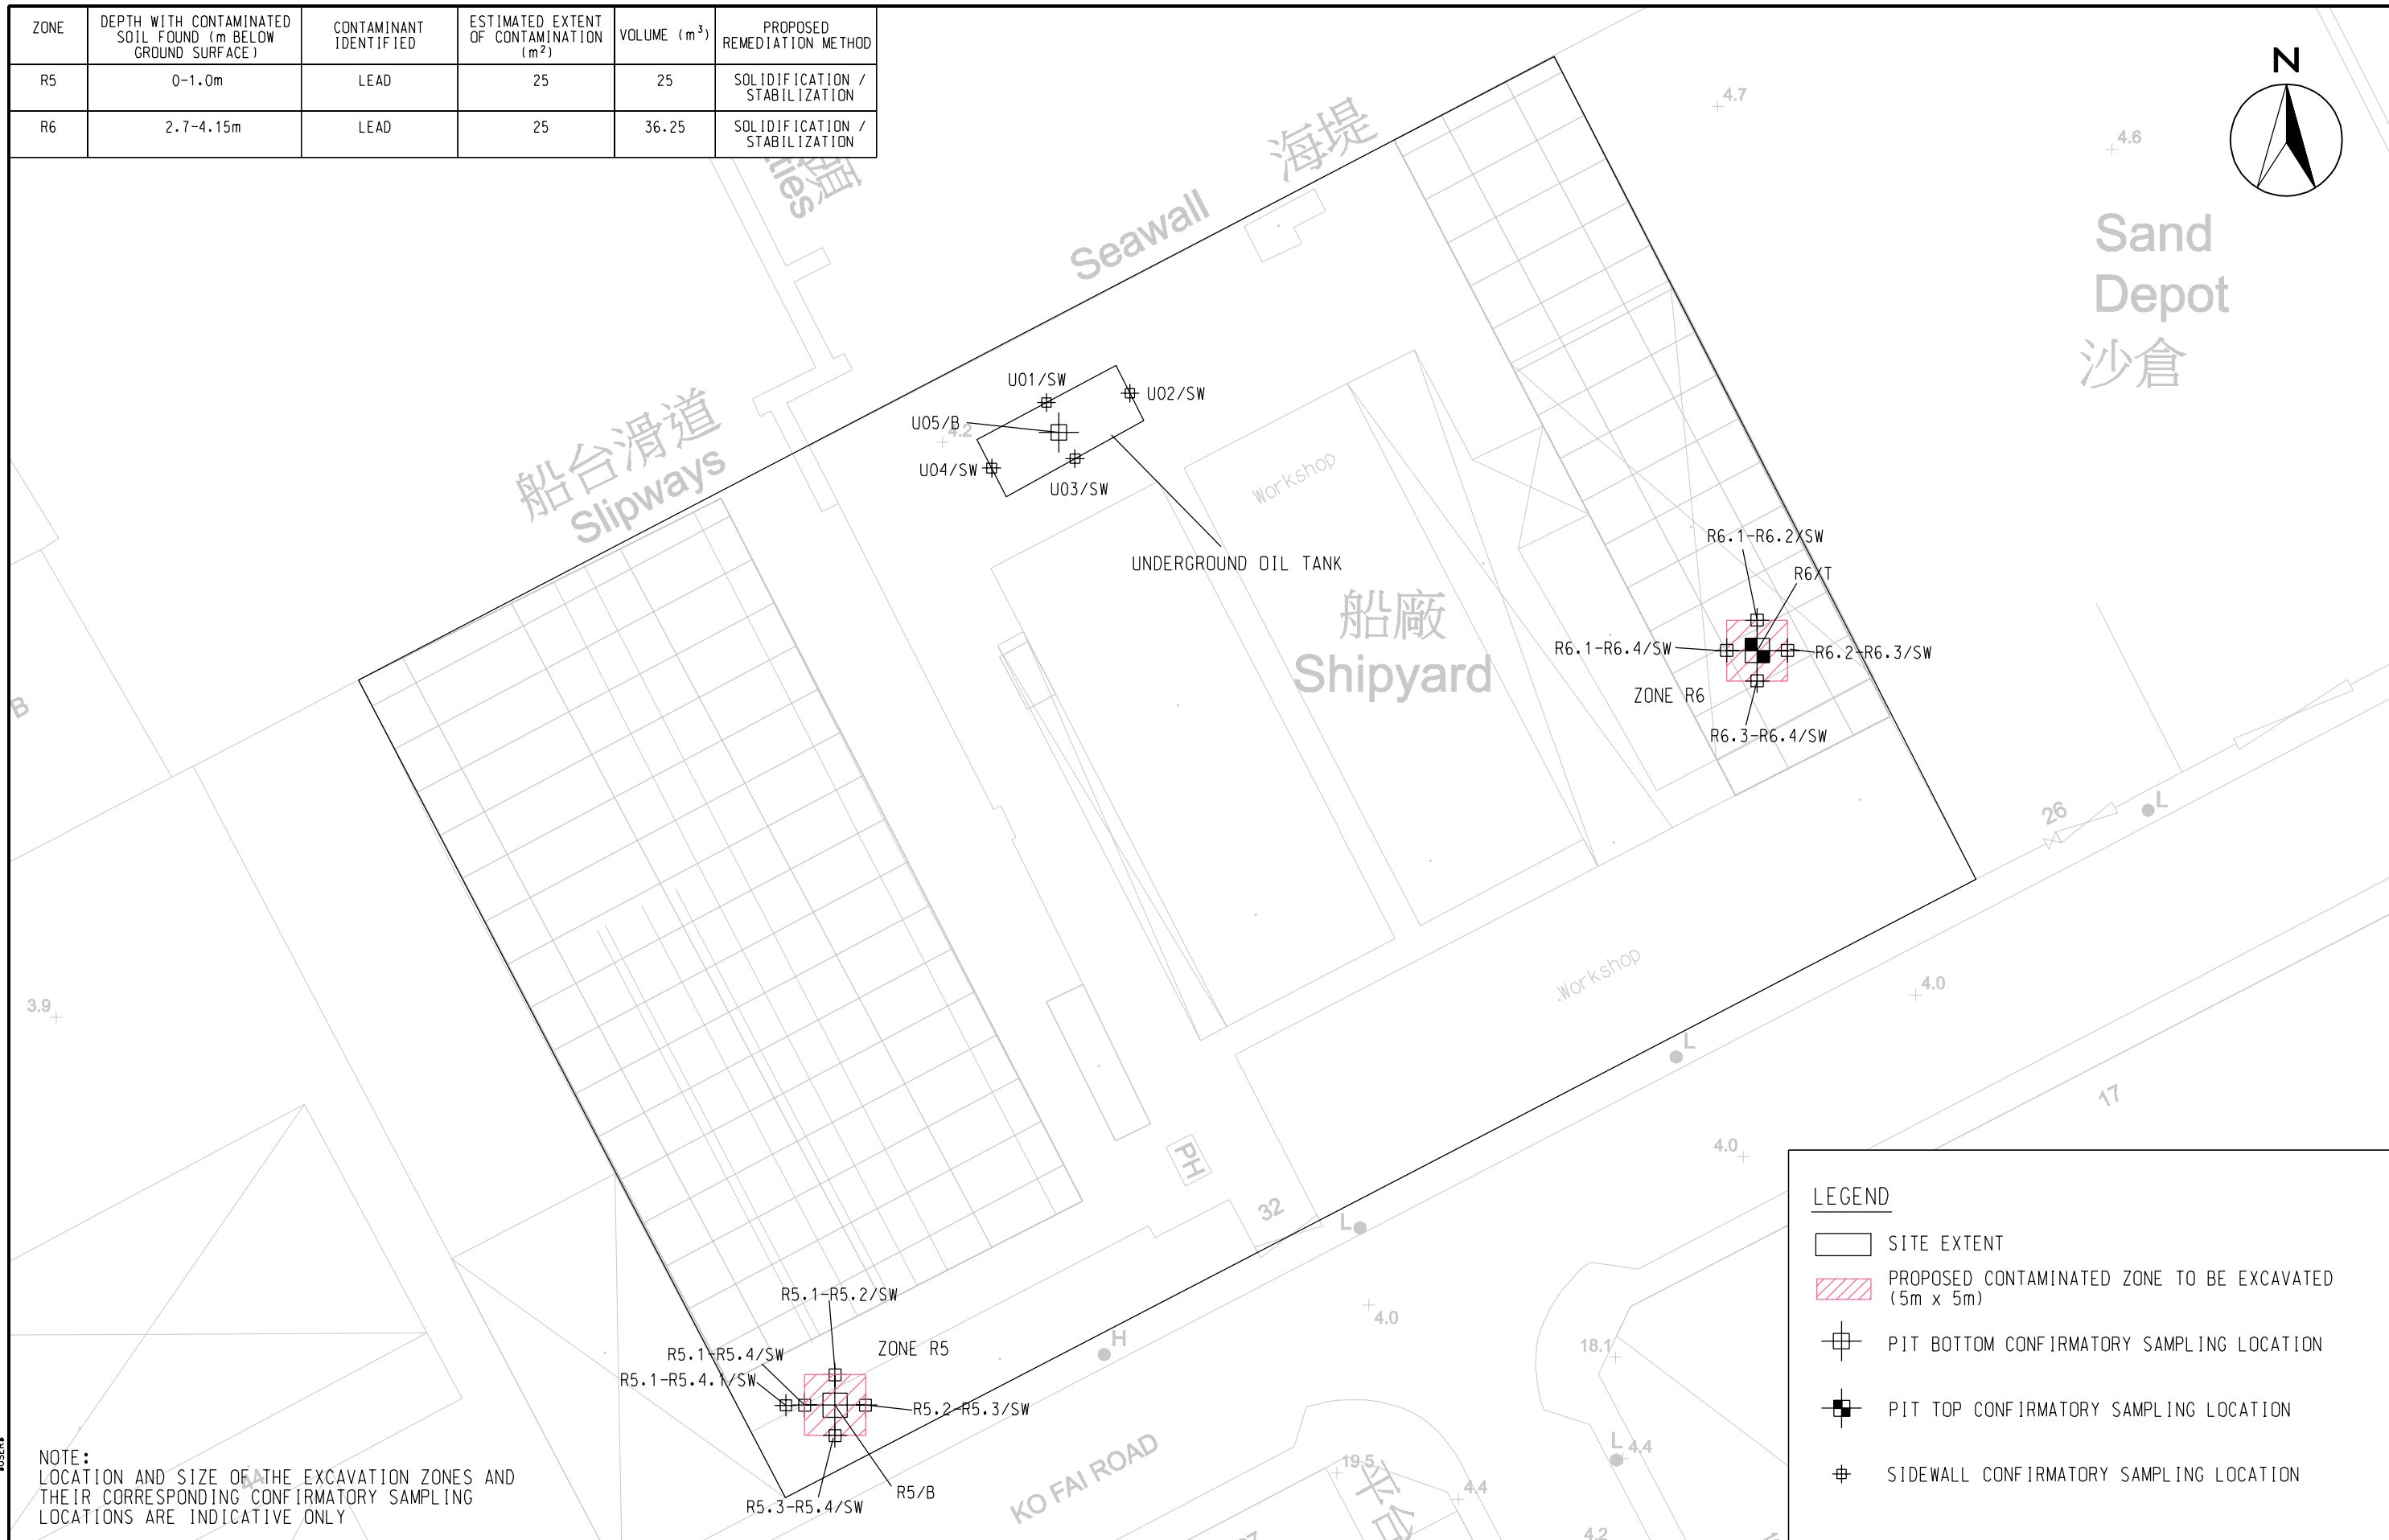 ZONE
DEPTH WITH CONTAMINATED
SOIL FOUND (m BELOW
GROUND SURFACE)
CONTAMINANT
IDENTIFIED
ESTIMATED EXTENT
OF CONTAMINATION
(m²)
VOLUME (m³)
PROPOSED
REMEDIATION METHOD
R5
0-1.0m
LEAD
25
25
SOLIDIFICATION /
STABILIZATION
R6
2.7-4.15m
LEAD
25
36.25
SOLIDIFICATION /
STABILIZATION
N
4.7
4.6
海堤
Seawall
Sand
Depot
沙倉
船台滑道
Slipways
U01/SW
U02/SW
U05/B
4.2
U04/SW
U03/SW
UNDERGROUND OIL TANK
Workshop
船廠
Shipyard
R6.1-R6.2/SW
R6/T
R6.1-R6.4/SW
R6.2-R6.3/SW
ZONE R6
R6.3-R6.4/SW
B
26
L
3.9
Workshop
4.0
L
17
4.0
PH
32
L
4.0
H
18.1
R5.1-R5.2/SW
ZONE R5
R5.1-R5.4/SW
R5.1-R5.4.1/SW
R5.2-R5.3/SW
R5/B
R5.3-R5.4/SW
KO FAI ROAD
19.5
平台
4.4
L
4.4
4.2
44
NOTE:
LOCATION AND SIZE OF THE EXCAVATION ZONES AND
THEIR CORRESPONDING CONFIRMATORY SAMPLING
LOCATIONS ARE INDICATIVE ONLY
LEGEND
SITE EXTENT
PROPOSED CONTAMINATED ZONE TO BE EXCAVATED
(5m x 5m)
PIT BOTTOM CONFIRMATORY SAMPLING LOCATION
PIT TOP CONFIRMATORY SAMPLING LOCATION
SIDEWALL CONFIRMATORY SAMPLING LOCATION